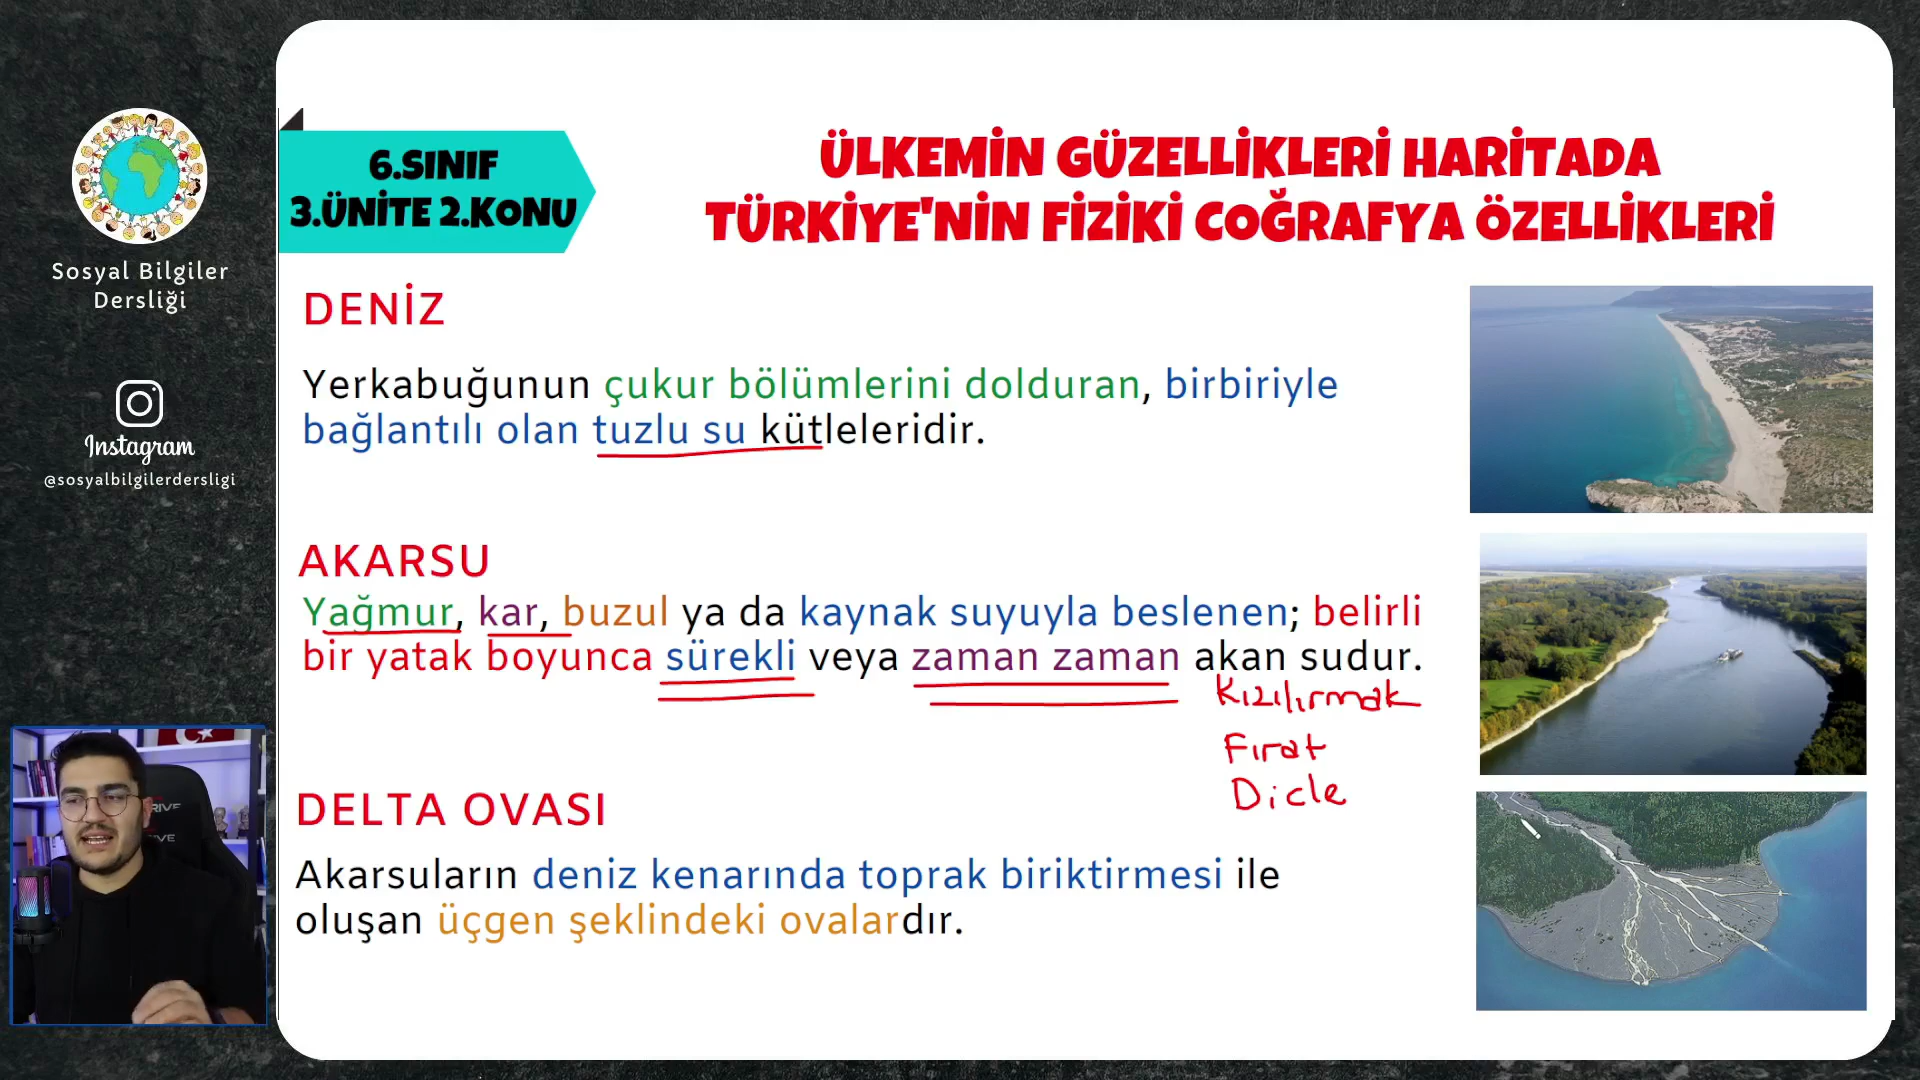 6.SINIF
3.ÜNİTE 2.KONU
ÜLKEMİN GÜZELLİKLERİ HARİTADA
TÜRKİYE'NİN FİZİKİ COĞRAFYA ÖZELLİKLERİ
Sosyal Bilgiler
Dersliği
Instagram
@sosyalbilgilerdersligi
DENİZ
Yerkabuğunun çukur bölümlerini dolduran, birbiriyle
bağlantılı olan tuzlu su kütleleridir.
AKARSU
Yağmur, kar, buzul ya da kaynak suyuyla beslenen; belirli
bir yatak boyunca sürekli veya zaman zaman akan sudur.
Kızılırmak
Fırat
Dicle
DELTA OVASI
Akarsuların deniz kenarında toprak biriktirmesi ile
oluşan üçgen şeklindeki ovalardır.